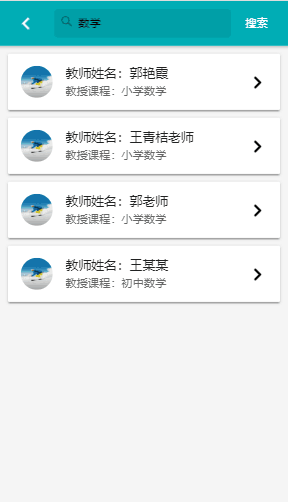 数学 搜索
教师姓名：郭艳霞
教授课程：小学数学
教师姓名：王青桔老师
教授课程：小学数学
教师姓名：郭老师
教授课程：小学数学
教师姓名：王某某
教授课程：初中数学